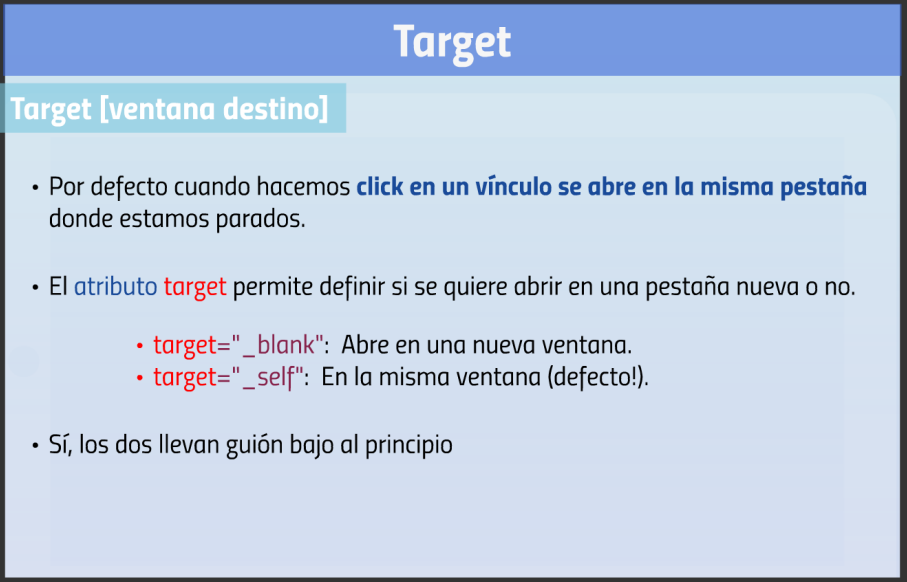 Target
Target [ventana destino]
• Por defecto cuando hacemos click en un vínculo se abre en la misma pestaña
donde estamos parados.
• El atributo target permite definir si se quiere abrir en una pestaña nueva o no.
• target="_blank": Abre en una nueva ventana.
• target="_self": En la misma ventana (defecto!).
• Sí, los dos llevan guión bajo al principio